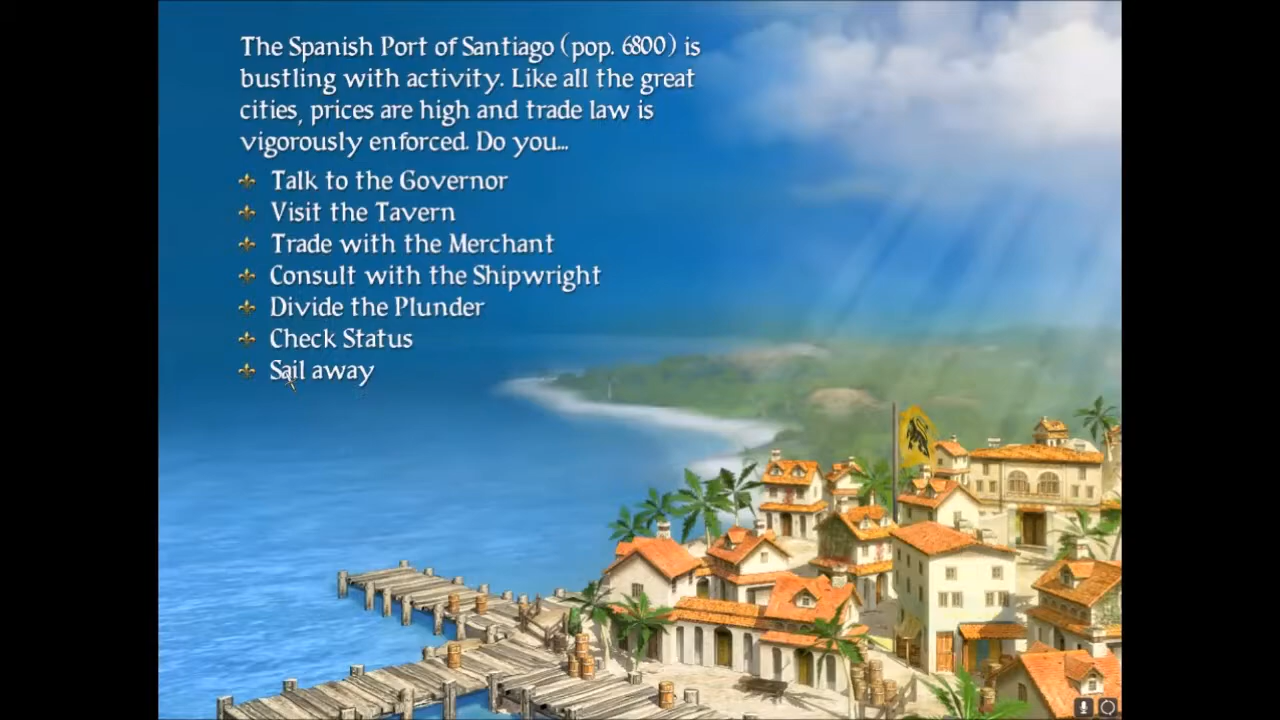 The Spanish Port of Santiago (pop. 6800) is
bustling with activity. Like all the great
cities, prices are high and trade law is
vigorously enforced. Do you...
Talk to the Governor
Visit the Tavern
Trade with the Merchant
Consult with the Shipwright
Divide the Plunder
Check Status
Sail away